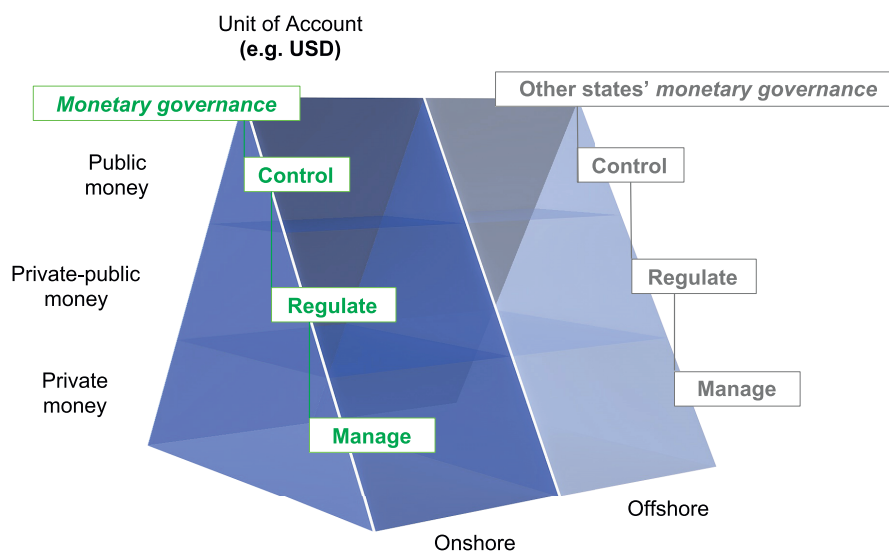 Unit of Account
(e.g. USD)
Monetary governance
Other states’ monetary governance
Public
money
Control
Control
Private-public
money
Regulate
Regulate
Private
money
Manage
Manage
Offshore
Onshore